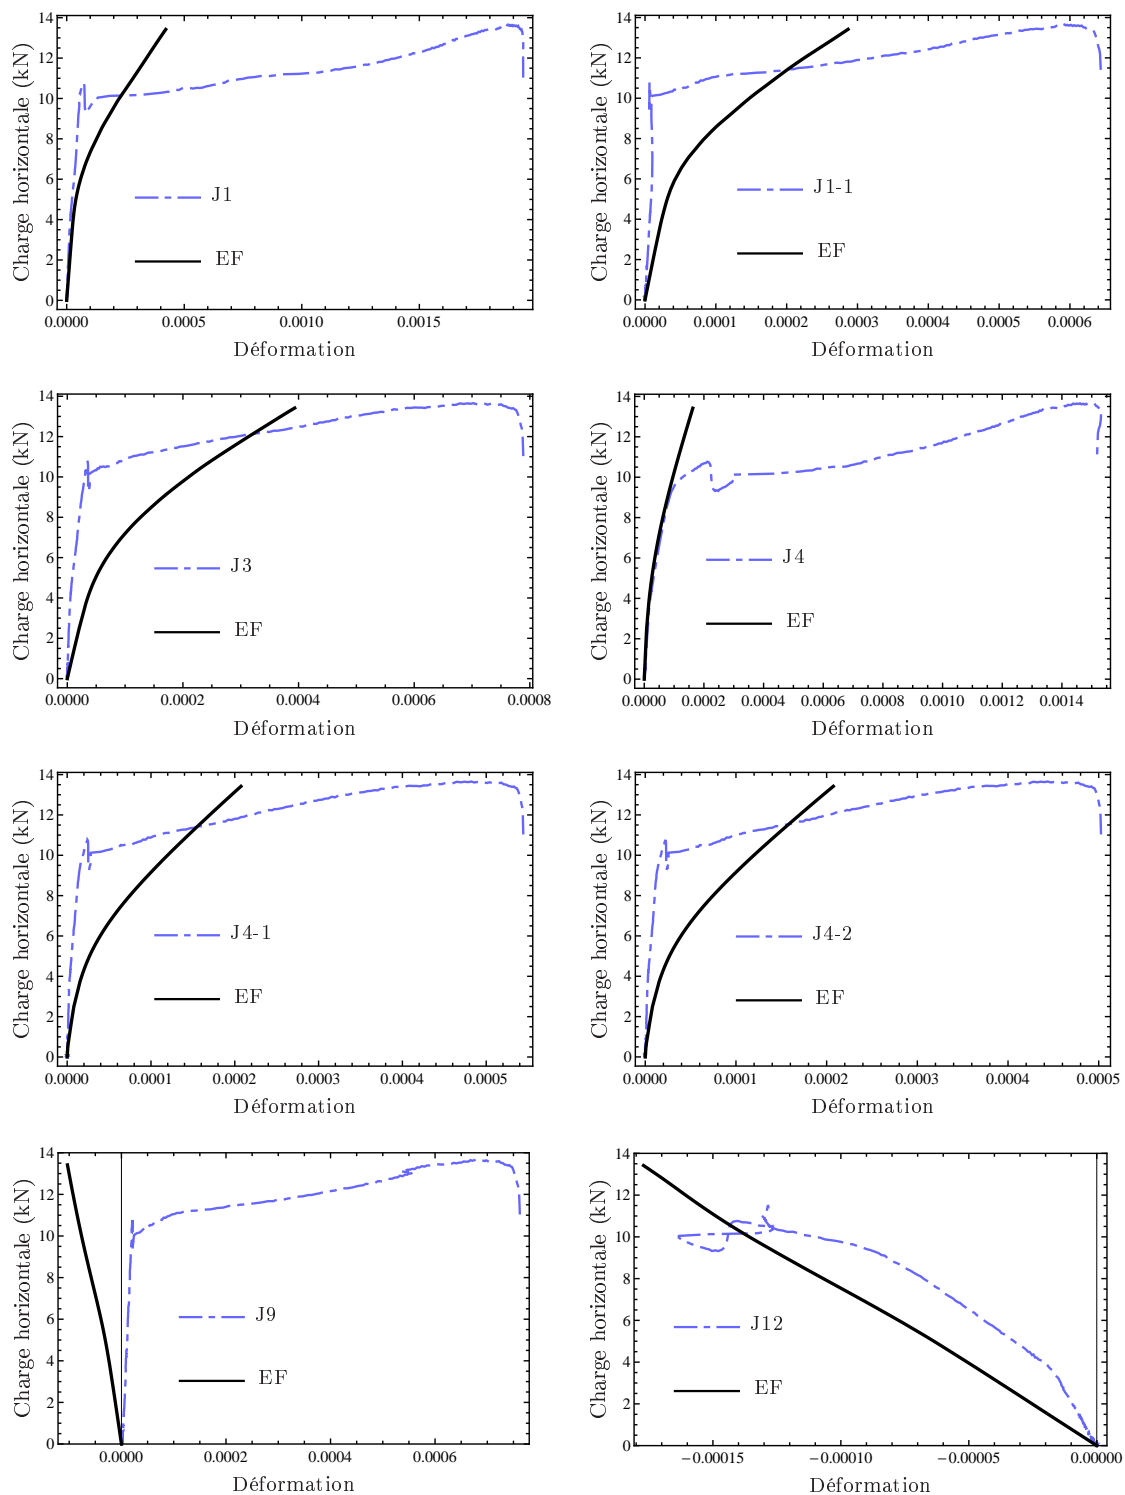 14
12
10
8
6
4
2
0
Charge horizontale (kN)
J1
EF
0.0000 0.0005 0.0010 0.0015
Déformation
14
12
10
8
6
4
2
0
Charge horizontale (kN)
J1-1
EF
0.0000 0.0001 0.0002 0.0003 0.0004 0.0005 0.0006
Déformation
14
12
10
8
6
4
2
0
Charge horizontale (kN)
J3
EF
0.0000 0.0002 0.0004 0.0006 0.0008
Déformation
14
12
10
8
6
4
2
0
Charge horizontale (kN)
J4
EF
0.0000 0.0002 0.0004 0.0006 0.0008 0.0010 0.0012 0.0014
Déformation
14
12
10
8
6
4
2
0
Charge horizontale (kN)
J4-1
EF
0.0000 0.0001 0.0002 0.0003 0.0004 0.0005
Déformation
14
12
10
8
6
4
2
0
Charge horizontale (kN)
J4-2
EF
0.0000 0.0001 0.0002 0.0003 0.0004 0.0005
Déformation
14
12
10
8
6
4
2
0
Charge horizontale (kN)
J9
EF
0.0000 0.0002 0.0004 0.0006
Déformation
14
12
10
8
6
4
2
0
Charge horizontale (kN)
J12
EF
−0.00015 −0.00010 −0.00005 0.00000
Déformation